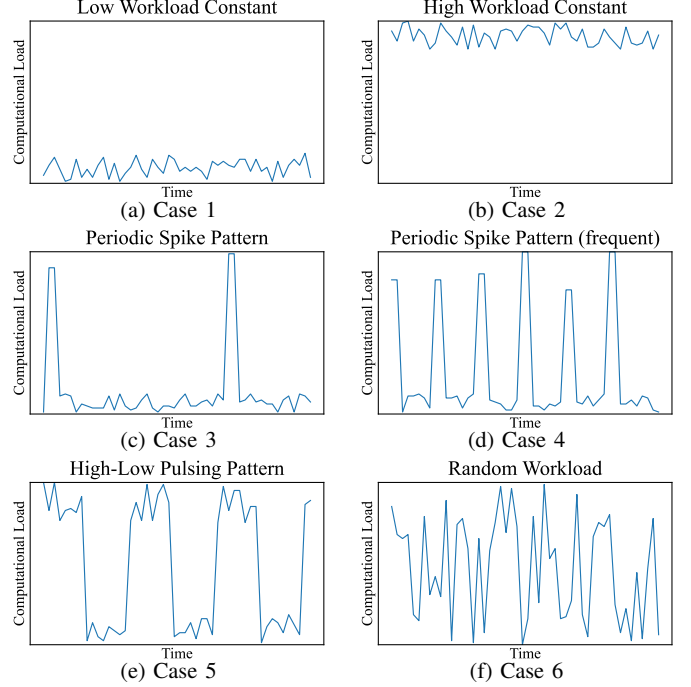 Low Workload Constant
Computational Load
Time
(a) Case 1
High Workload Constant
Computational Load
Time
(b) Case 2
Periodic Spike Pattern
Computational Load
Time
(c) Case 3
Periodic Spike Pattern (frequent)
Computational Load
Time
(d) Case 4
High-Low Pulsing Pattern
Computational Load
Time
(e) Case 5
Random Workload
Computational Load
Time
(f) Case 6